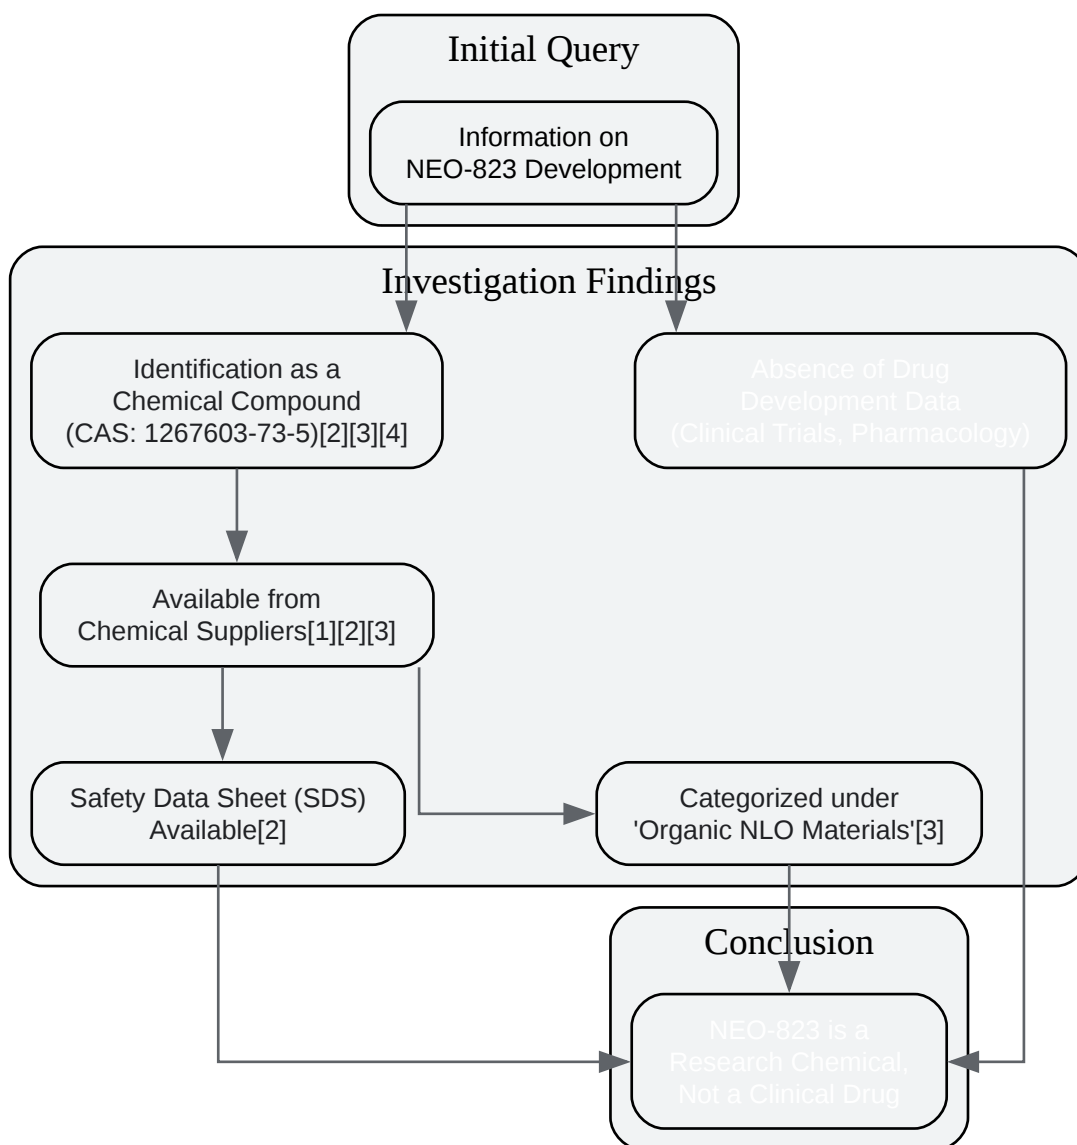 Initial Query
Information on
NEO-823 Development
Investigation Findings
Identification as a
Chemical Compound
(CAS: 1267603-73-5)[2][3][4]
Absence of Drug
Development Data
(Clinical Trials, Pharmacology)
Available from
Chemical Suppliers[1][2][3]
Safety Data Sheet (SDS)
Available[2]
Categorized under
'Organic NLO Materials'[3]
Conclusion
NEO-823 is a
Research Chemical,
Not a Clinical Drug